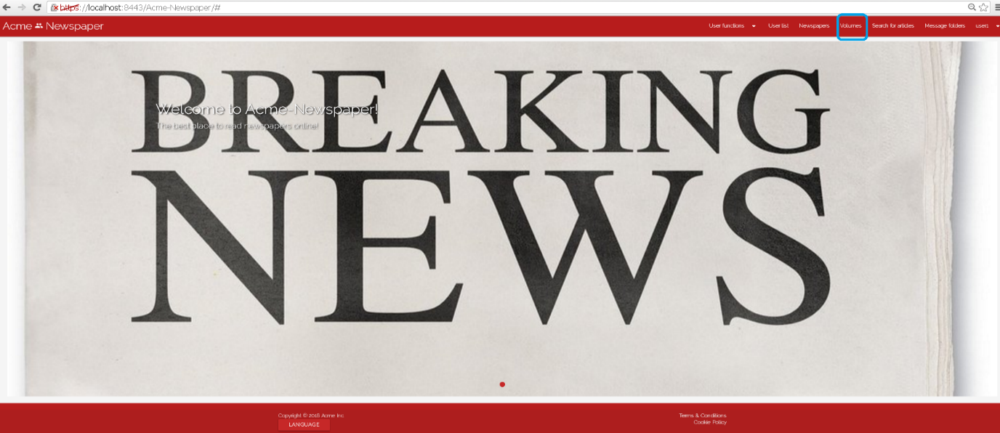 https://localhost:8443/Acme-Newspaper/#
Acme Newspaper
User functions User list Newspapers Volumes Search for articles Message folders user1
BREAKING
Welcome to Acme-Newspaper!
The best place to read newspapers online!
NEWS
Copyright © 2018 Acme Inc.
LANGUAGE
Terms & Conditions
Cookie Policy